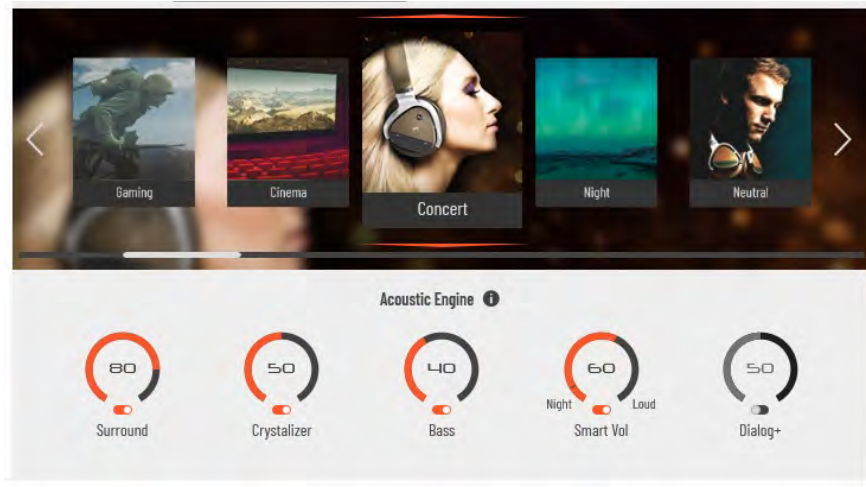 Gaming
Cinema
Concert
Night
Neutral
Acoustic Engine i
80
50
40
60
50
Night
Loud
Surround
Crystalizer
Bass
Smart Vol
Dialog+